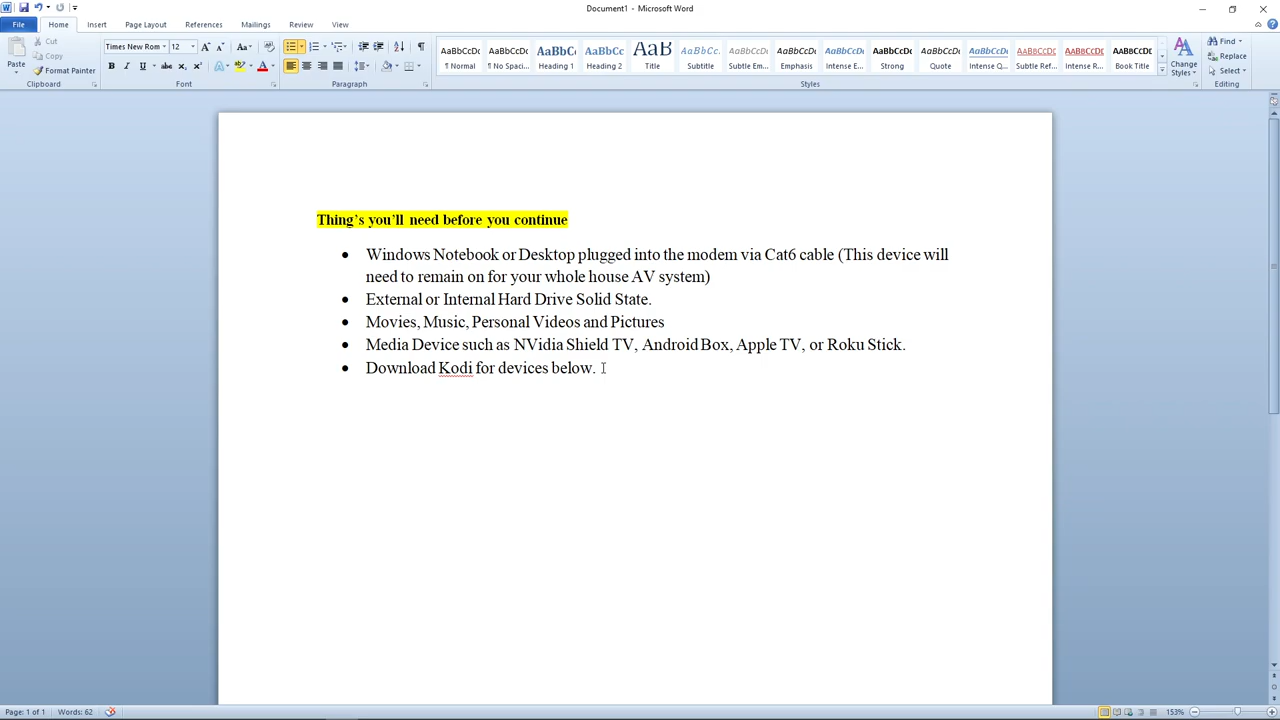 Document1 - Microsoft Word
File Home Insert Page Layout References Mailings Review View
Paste
Cut
Copy
Format Painter
Clipboard
Times New Rom 12
Font
Paragraph
AaBbCcDc AaBbCcDc AaBbCc AaBbCc AaB AaBbCc. AaBbCcDc AaBbCcDc AaBbCcDc AaBbCcDc AaBbCcDc AaBbCcDc AaBbCcDc AaBbCcDc AaBbCcDc
¶ Normal ¶ No Spaci... Heading 1 Heading 2 Title Subtitle Subtle Em... Emphasis Intense E... Strong Quote Intense Q... Subtle Ref... Intense R... Book Title
Styles
Change
Styles
Find
Replace
Select
Editing
Thing's you'll need before you continue
• Windows Notebook or Desktop plugged into the modem via Cat6 cable (This device will
need to remain on for your whole house AV system)
• External or Internal Hard Drive Solid State.
• Movies, Music, Personal Videos and Pictures
• Media Device such as NVidia Shield TV, Android Box, Apple TV, or Roku Stick.
• Download Kodi for devices below.
Page: 1 of 1 Words: 62 153%